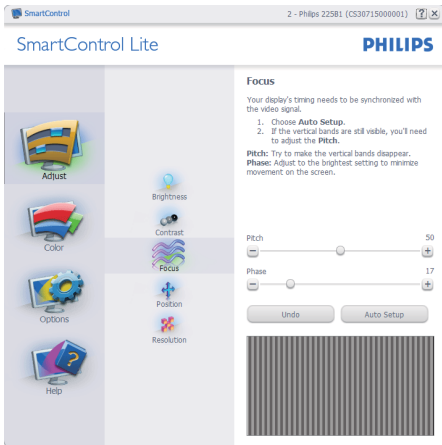 SmartControl
2 - Philips 225B1 (CS30715000001)
SmartControl Lite
PHILIPS
Adjust
Color
Options
Help
Brightness
Contrast
Focus
Position
Resolution
Focus
Your display's timing needs to be synchronized with
the video signal.
1. Choose Auto Setup.
2. If the vertical bands are still visible, you'll need
to adjust the Pitch.
Pitch: Try to make the vertical bands disappear.
Phase: Adjust to the brightest setting to minimize
movement on the screen.
Pitch 50
Phase 17
Undo Auto Setup